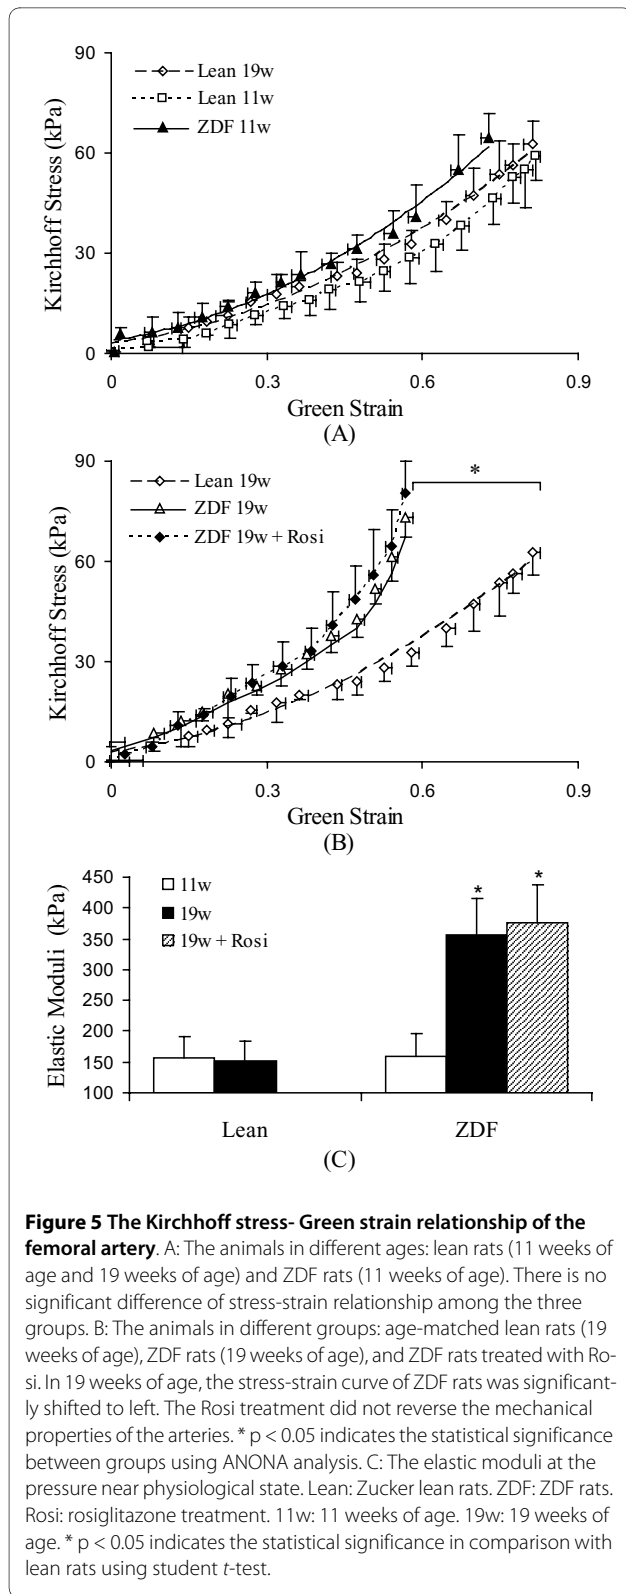 90
60
30
0
Kirchhoff Stress (kPa)
Lean 19w
Lean 11w
ZDF 11w
0 0.3 0.6 0.9
Green Strain
(A)
90
60
30
0
Kirchhoff Stress (kPa)
Lean 19w
ZDF 19w
ZDF 19w + Rosi
*
0 0.3 0.6 0.9
Green Strain
(B)
450
400
350
300
250
200
150
100
Elastic Moduli (kPa)
11w
19w
19w + Rosi
* *
Lean ZDF
(C)
Figure 5 The Kirchhoff stress- Green strain relationship of the
femoral artery. A: The animals in different ages: lean rats (11 weeks of
age and 19 weeks of age) and ZDF rats (11 weeks of age). There is no
significant difference of stress-strain relationship among the three
groups. B: The animals in different groups: age-matched lean rats (19
weeks of age), ZDF rats (19 weeks of age), and ZDF rats treated with Ro-
si. In 19 weeks of age, the stress-strain curve of ZDF rats was significant-
ly shifted to left. The Rosi treatment did not reverse the mechanical
properties of the arteries. * p < 0.05 indicates the statistical significance
between groups using ANONA analysis. C: The elastic moduli at the
pressure near physiological state. Lean: Zucker lean rats. ZDF: ZDF rats.
Rosi: rosiglitazone treatment. 11w: 11 weeks of age. 19w: 19 weeks of
age. * p < 0.05 indicates the statistical significance in comparison with
lean rats using student t-test.